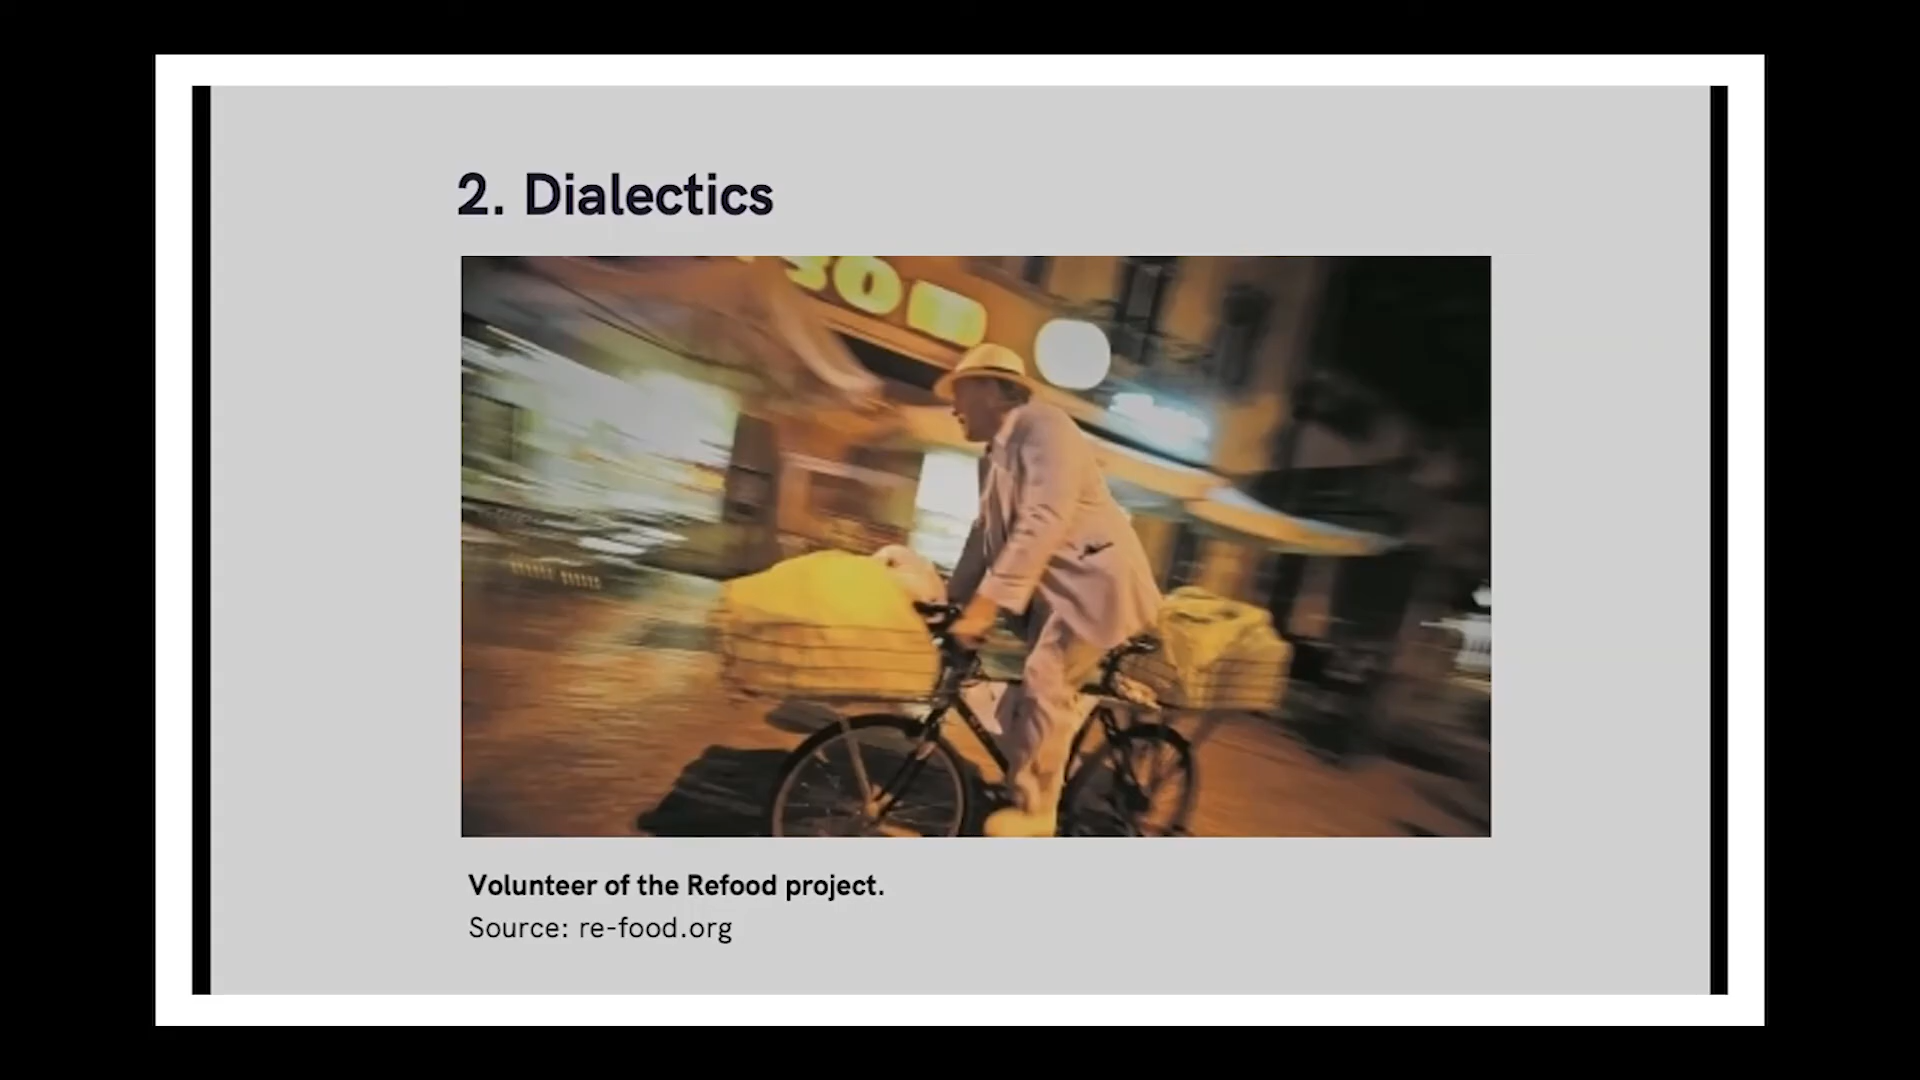 2. Dialectics
Volunteer of the Refood project.
Source: re-food.org